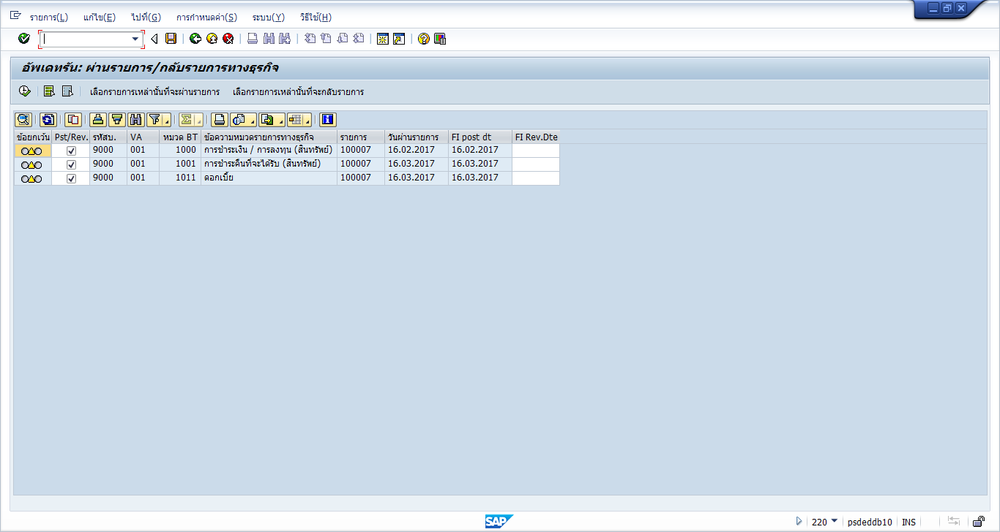 รายการ(L) แก้ไข(E) ไปที่(G) การกำหนดค่า(S) ระบบ(Y) วิธีใช้(H)
อัพเดทรัน: ผ่านรายการ/กลับรายการทางธุรกิจ
เลือกรายการเหล่านั้นที่จะผ่านรายการ เลือกรายการเหล่านั้นที่จะกลับรายการ
ข้อยกเว้น Pst/Rev. รหัสบ. VA หมวด BT ข้อความหมวดรายการทางธุรกิจ รายการ วันผ่านรายการ FI post dt FI Rev.Dte
9000 001 1000 การชำระเงิน / การลงทุน (สินทรัพย์) 100007 16.02.2017 16.02.2017
9000 001 1001 การชำระคืนที่จะได้รับ (สินทรัพย์) 100007 16.03.2017 16.03.2017
9000 001 1011 ดอกเบี้ย 100007 16.03.2017 16.03.2017
SAP 220 psdeddb10 INS